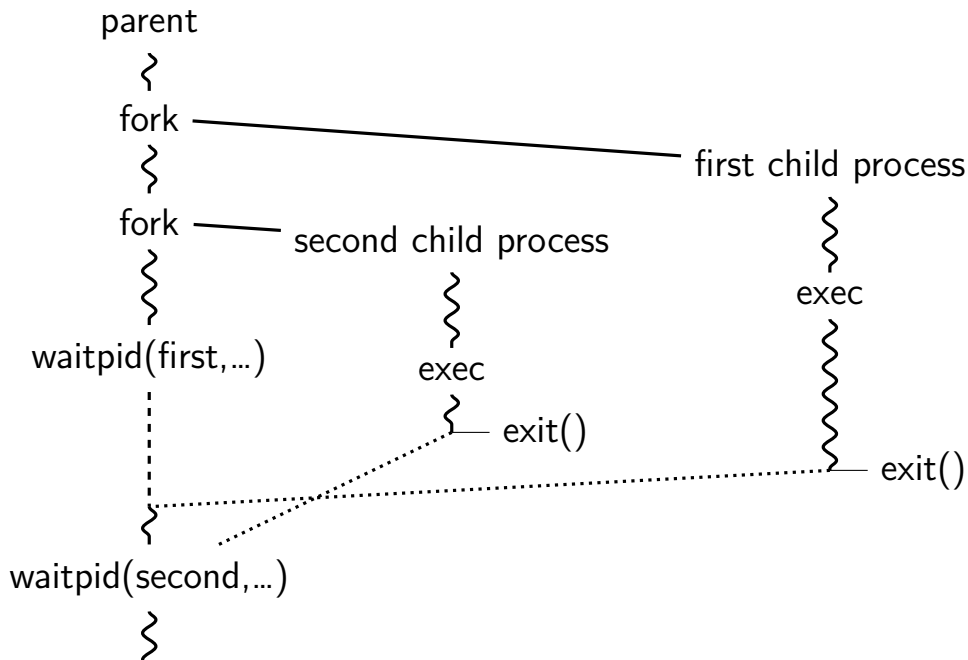 parent
fork
first child process
fork
second child process
exec
waitpid(first,…)
exec
exit()
exit()
waitpid(second,…)